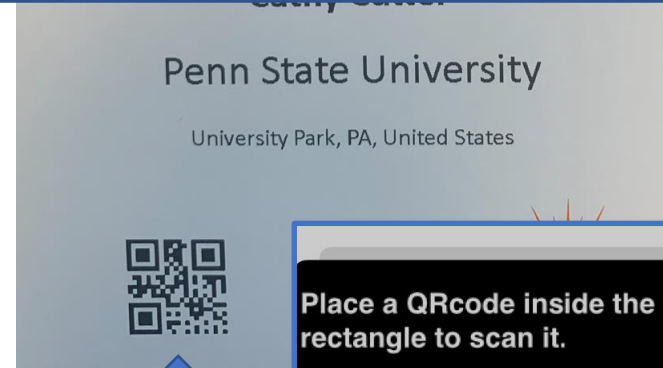 Penn State University
University Park, PA, United States
Place a QRcode inside the
rectangle to scan it.